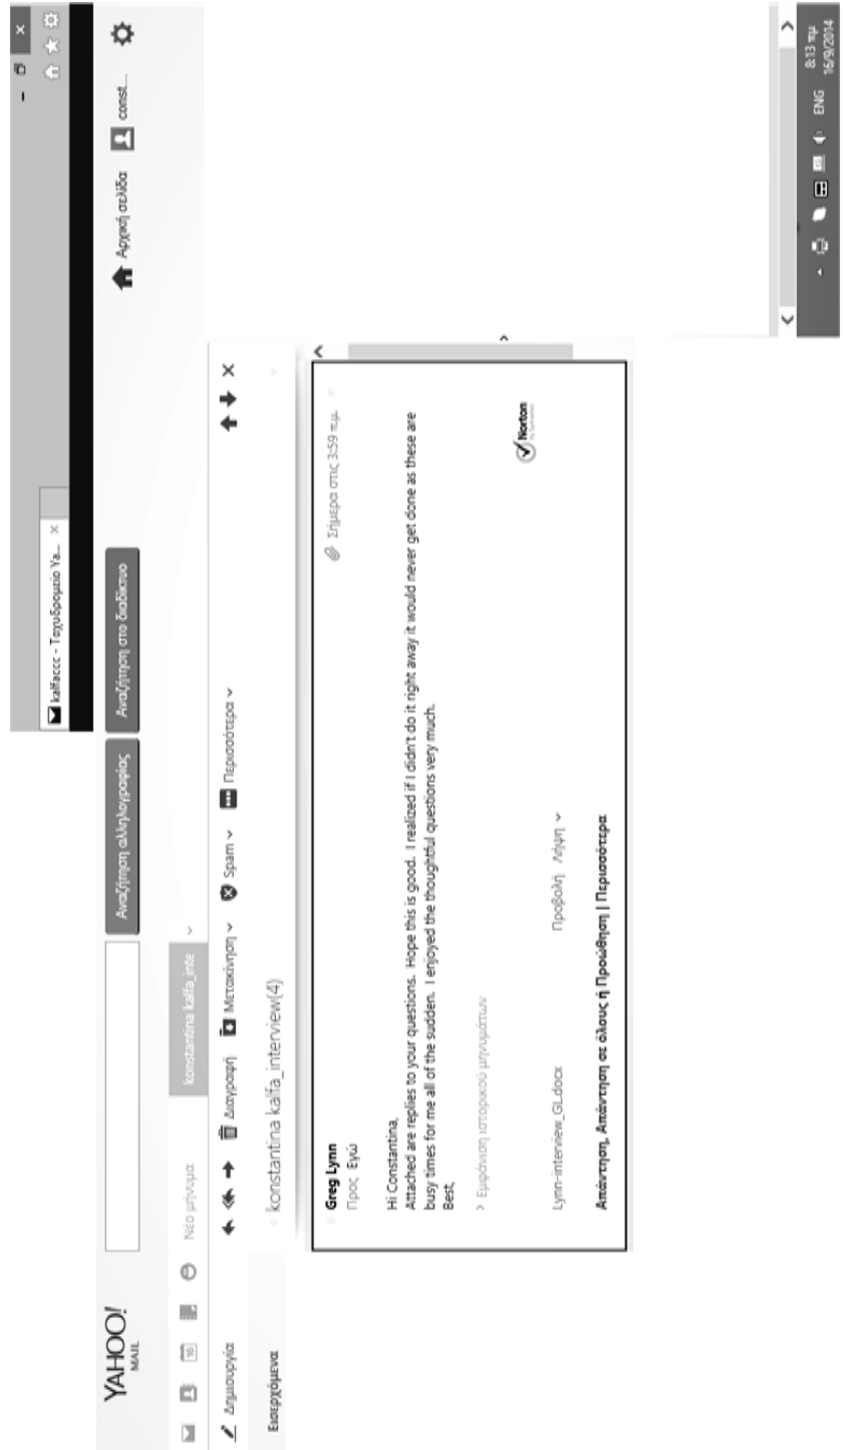 kalfaccc - Ταχυδρομείο Ya...
YAHOO!
MAIL
Αναζήτηση αλληλογραφίας
Αναζήτηση στο διαδίκτυο
Αρχική σελίδα
const...
16
Νέο μήνυμα
konstantina kalfa_inte
Δημιουργία
Διαγραφή
Μετακίνηση
Spam
Περισσότερα
Εισερχόμενα
konstantina kalfa_interview(4)
Greg Lynn
Σήμερα στις 3:59 π.μ.
Προς Εγώ
Hi Constantina,
Attached are replies to your questions. Hope this is good. I realized if I didn't do it right away it would never get done as these are
busy times for me all of the sudden. I enjoyed the thoughtful questions very much.
Best,
> Εμφάνιση ιστορικού μηνυμάτων
Norton
by Symantec
Lynn-interview_GL.docx
Προβολή Λήψη
Απάντηση, Απάντηση σε όλους ή Προώθηση | Περισσότερα
ENG
8:13 πμ
16/9/2014